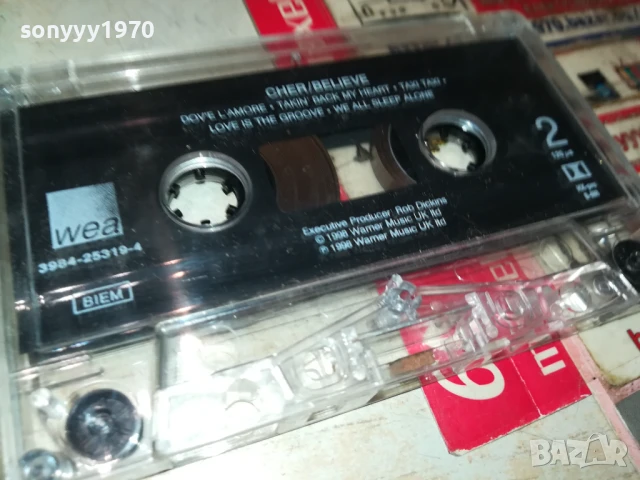 sonyyy1970
CHER/BELIEVE
DOV'E L'AMORE • TAKIN' BACK MY HEART • TAXI TAXI •
LOVE IS THE GROOVE • WE ALL SLEEP ALONE
2
wea
3984-25319-4
BIEM
Executive Producer: Rob Dickins
℗ 1998 Warner Music UK ltd
© 1998 Warner Music UK ltd
6
BAZAR
bg